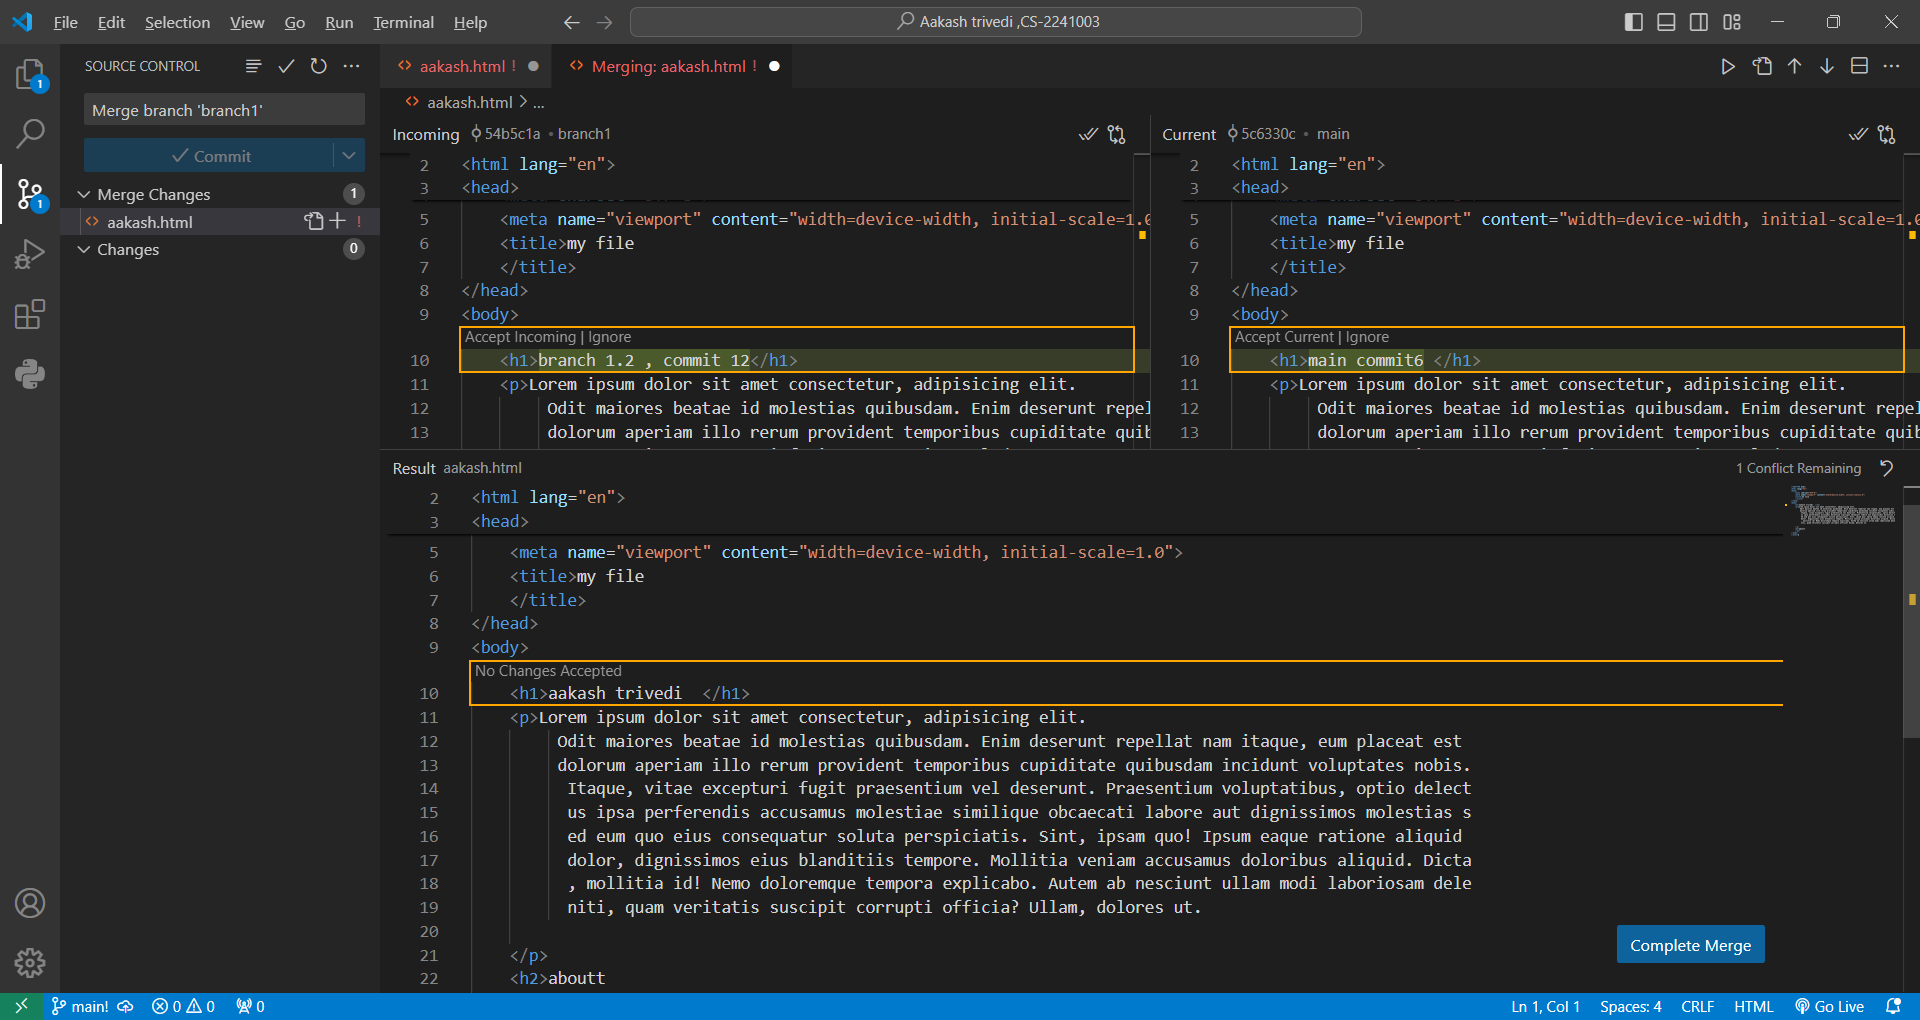 File Edit Selection View Go Run Terminal Help
Aakash trivedi ,CS-2241003
SOURCE CONTROL
aakash.html !
Merging: aakash.html !
1
Merge branch 'branch1'
Commit
Merge Changes 1
aakash.html !
Changes 0
1
aakash.html > ...
Incoming 54b5c1a • branch1
2 <html lang="en">
3 <head>
5 <meta name="viewport" content="width=device-width, initial-scale=1.0
6 <title>my file
7 </title>
8 </head>
9 <body>
Accept Incoming | Ignore
10 <h1>branch 1.2 , commit 12</h1>
11 <p>Lorem ipsum dolor sit amet consectetur, adipisicing elit.
12 Odit maiores beatae id molestias quibusdam. Enim deserunt repel
13 dolorum aperiam illo rerum provident temporibus cupiditate quib
Current 5c6330c • main
2 <html lang="en">
3 <head>
5 <meta name="viewport" content="width=device-width, initial-scale=1.0
6 <title>my file
7 </title>
8 </head>
9 <body>
Accept Current | Ignore
10 <h1>main commit6 </h1>
11 <p>Lorem ipsum dolor sit amet consectetur, adipisicing elit.
12 Odit maiores beatae id molestias quibusdam. Enim deserunt repel
13 dolorum aperiam illo rerum provident temporibus cupiditate quib
Result aakash.html
1 Conflict Remaining
2 <html lang="en">
3 <head>
5 <meta name="viewport" content="width=device-width, initial-scale=1.0">
6 <title>my file
7 </title>
8 </head>
9 <body>
No Changes Accepted
10 <h1>aakash trivedi  </h1>
11 <p>Lorem ipsum dolor sit amet consectetur, adipisicing elit.
12 Odit maiores beatae id molestias quibusdam. Enim deserunt repellat nam itaque, eum placeat est
13 dolorum aperiam illo rerum provident temporibus cupiditate quibusdam incidunt voluptates nobis.
14 Itaque, vitae excepturi fugit praesentium vel deserunt. Praesentium voluptatibus, optio delect
15 us ipsa perferendis accusamus molestiae similique obcaecati labore aut dignissimos molestias s
16 ed eum quo eius consequatur soluta perspiciatis. Sint, ipsam quo! Ipsum eaque ratione aliquid
17 dolor, dignissimos eius blanditiis tempore. Mollitia veniam accusamus doloribus aliquid. Dicta
18 , mollitia id! Nemo doloremque tempora explicabo. Autem ab nesciunt ullam modi laboriosam dele
19 niti, quam veritatis suscipit corrupti officia? Ullam, dolores ut.
20
21 </p>
22 <h2>aboutt
Complete Merge
main! 0 0 0
Ln 1, Col 1 Spaces: 4 CRLF HTML Go Live